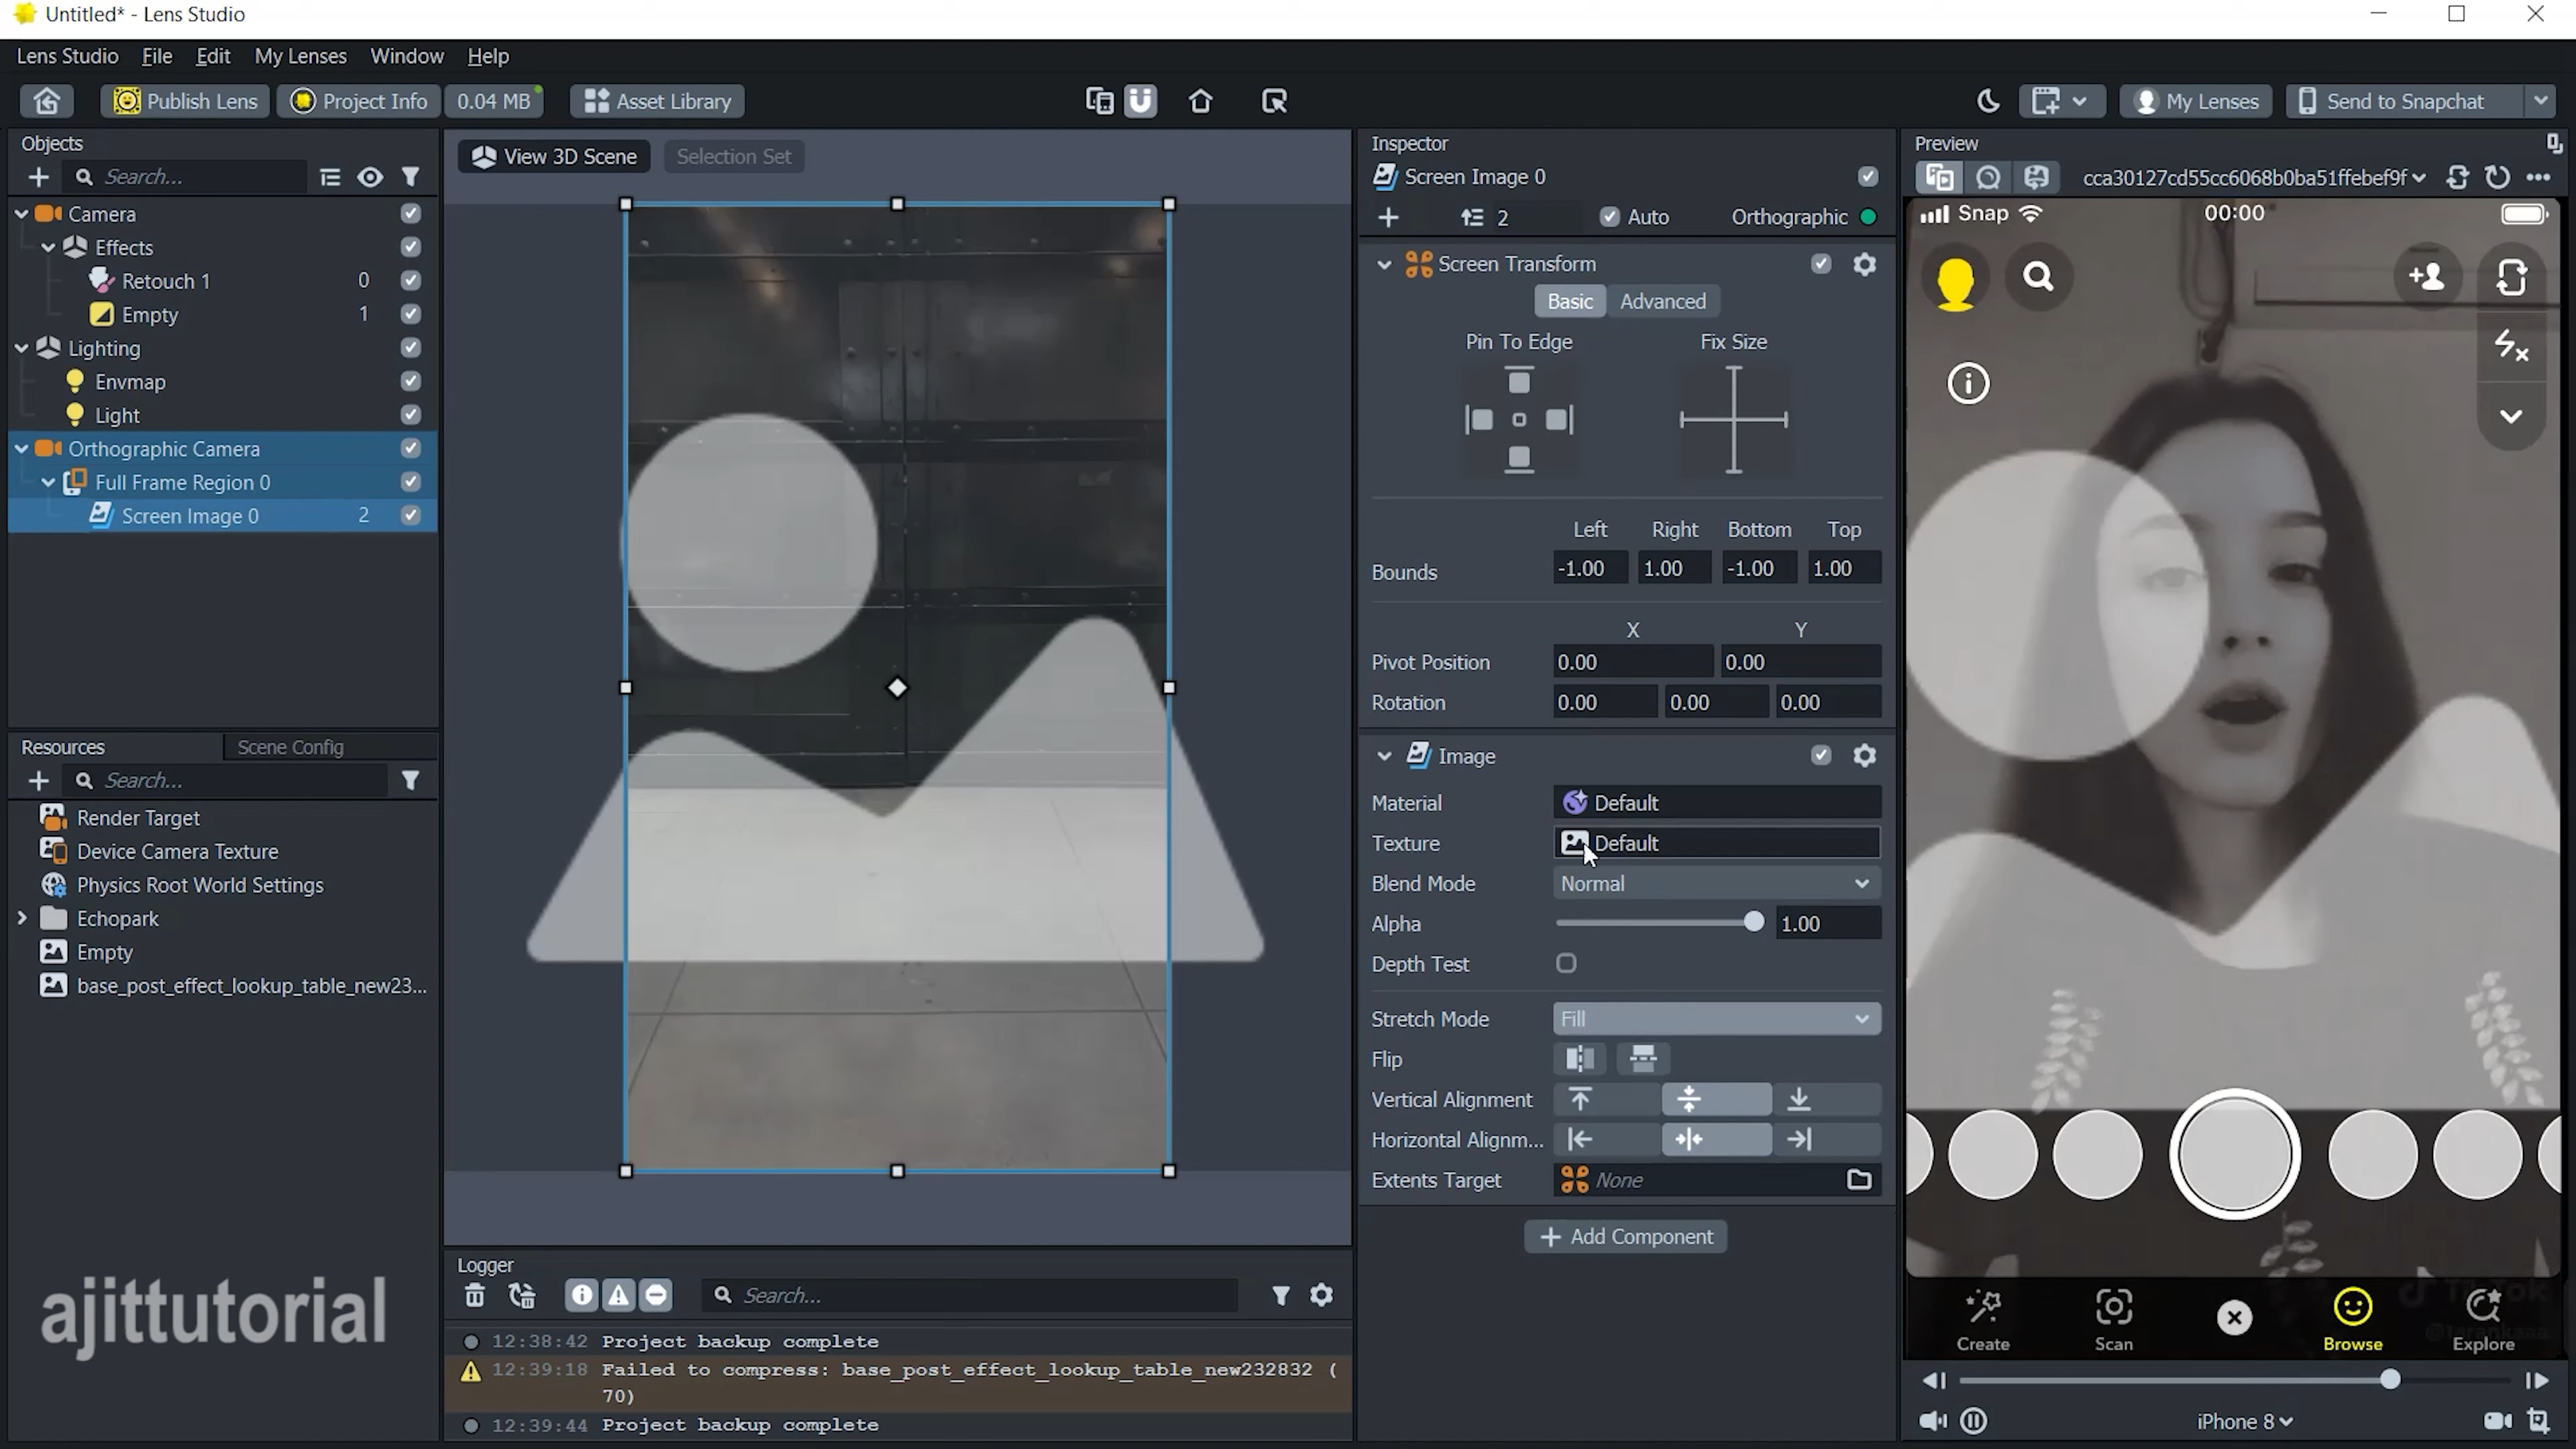 Untitled* - Lens Studio
Lens Studio File Edit My Lenses Window Help
Publish Lens Project Info 0.04 MB Asset Library My Lenses Send to Snapchat
Objects
Search...
Camera
Effects
Retouch 1 0
Empty 1
Lighting
Envmap
Light
Orthographic Camera
Full Frame Region 0
Screen Image 0 2
Resources Scene Config
Search...
Render Target
Device Camera Texture
Physics Root World Settings
Echopark
Empty
base_post_effect_lookup_table_new23...
ajittutorial
View 3D Scene Selection Set
Logger
Search...
12:38:42 Project backup complete
12:39:18 Failed to compress: base_post_effect_lookup_table_new232832 (
70)
12:39:44 Project backup complete
Inspector
Screen Image 0
2 Auto Orthographic
Screen Transform
Basic Advanced
Pin To Edge Fix Size
Left Right Bottom Top
Bounds -1.00 1.00 -1.00 1.00
X Y
Pivot Position 0.00 0.00
Rotation 0.00 0.00 0.00
Image
Material Default
Texture Default
Blend Mode Normal
Alpha 1.00
Depth Test
Stretch Mode Fill
Flip
Vertical Alignment
Horizontal Alignm...
Extents Target None
Add Component
Preview
cca30127cd55cc6068b0ba51ffebef9f
Snap 00:00
Create Scan Browse Explore
iPhone 8